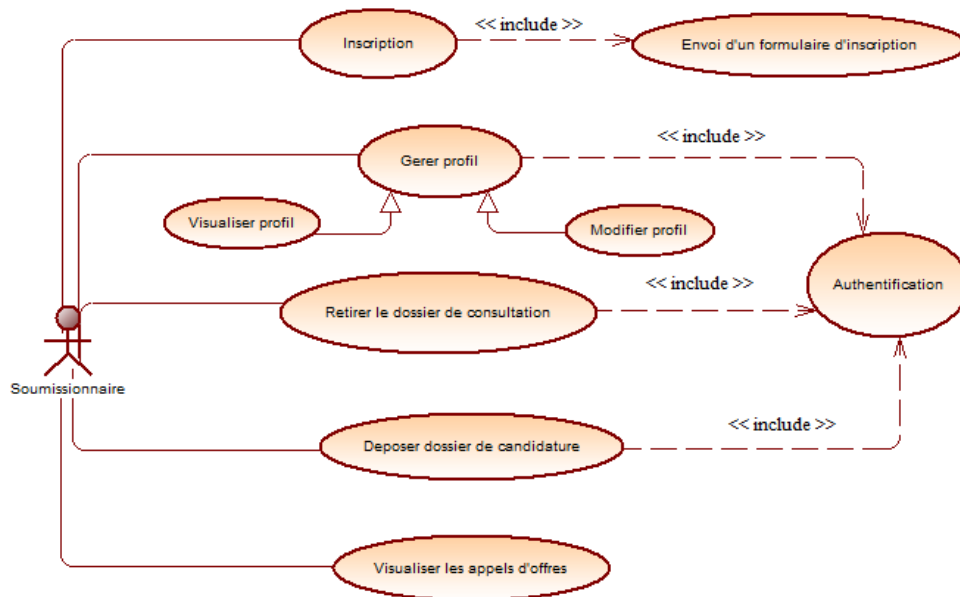 << include >>
Inscription
Envoi d'un formulaire d'inscription
<< include >>
Gerer profil
Visualiser profil
Modifier profil
<< include >>
Authentification
Retirer le dossier de consultation
Soumissionnaire
<< include >>
Deposer dossier de candidature
Visualiser les appels d'offres